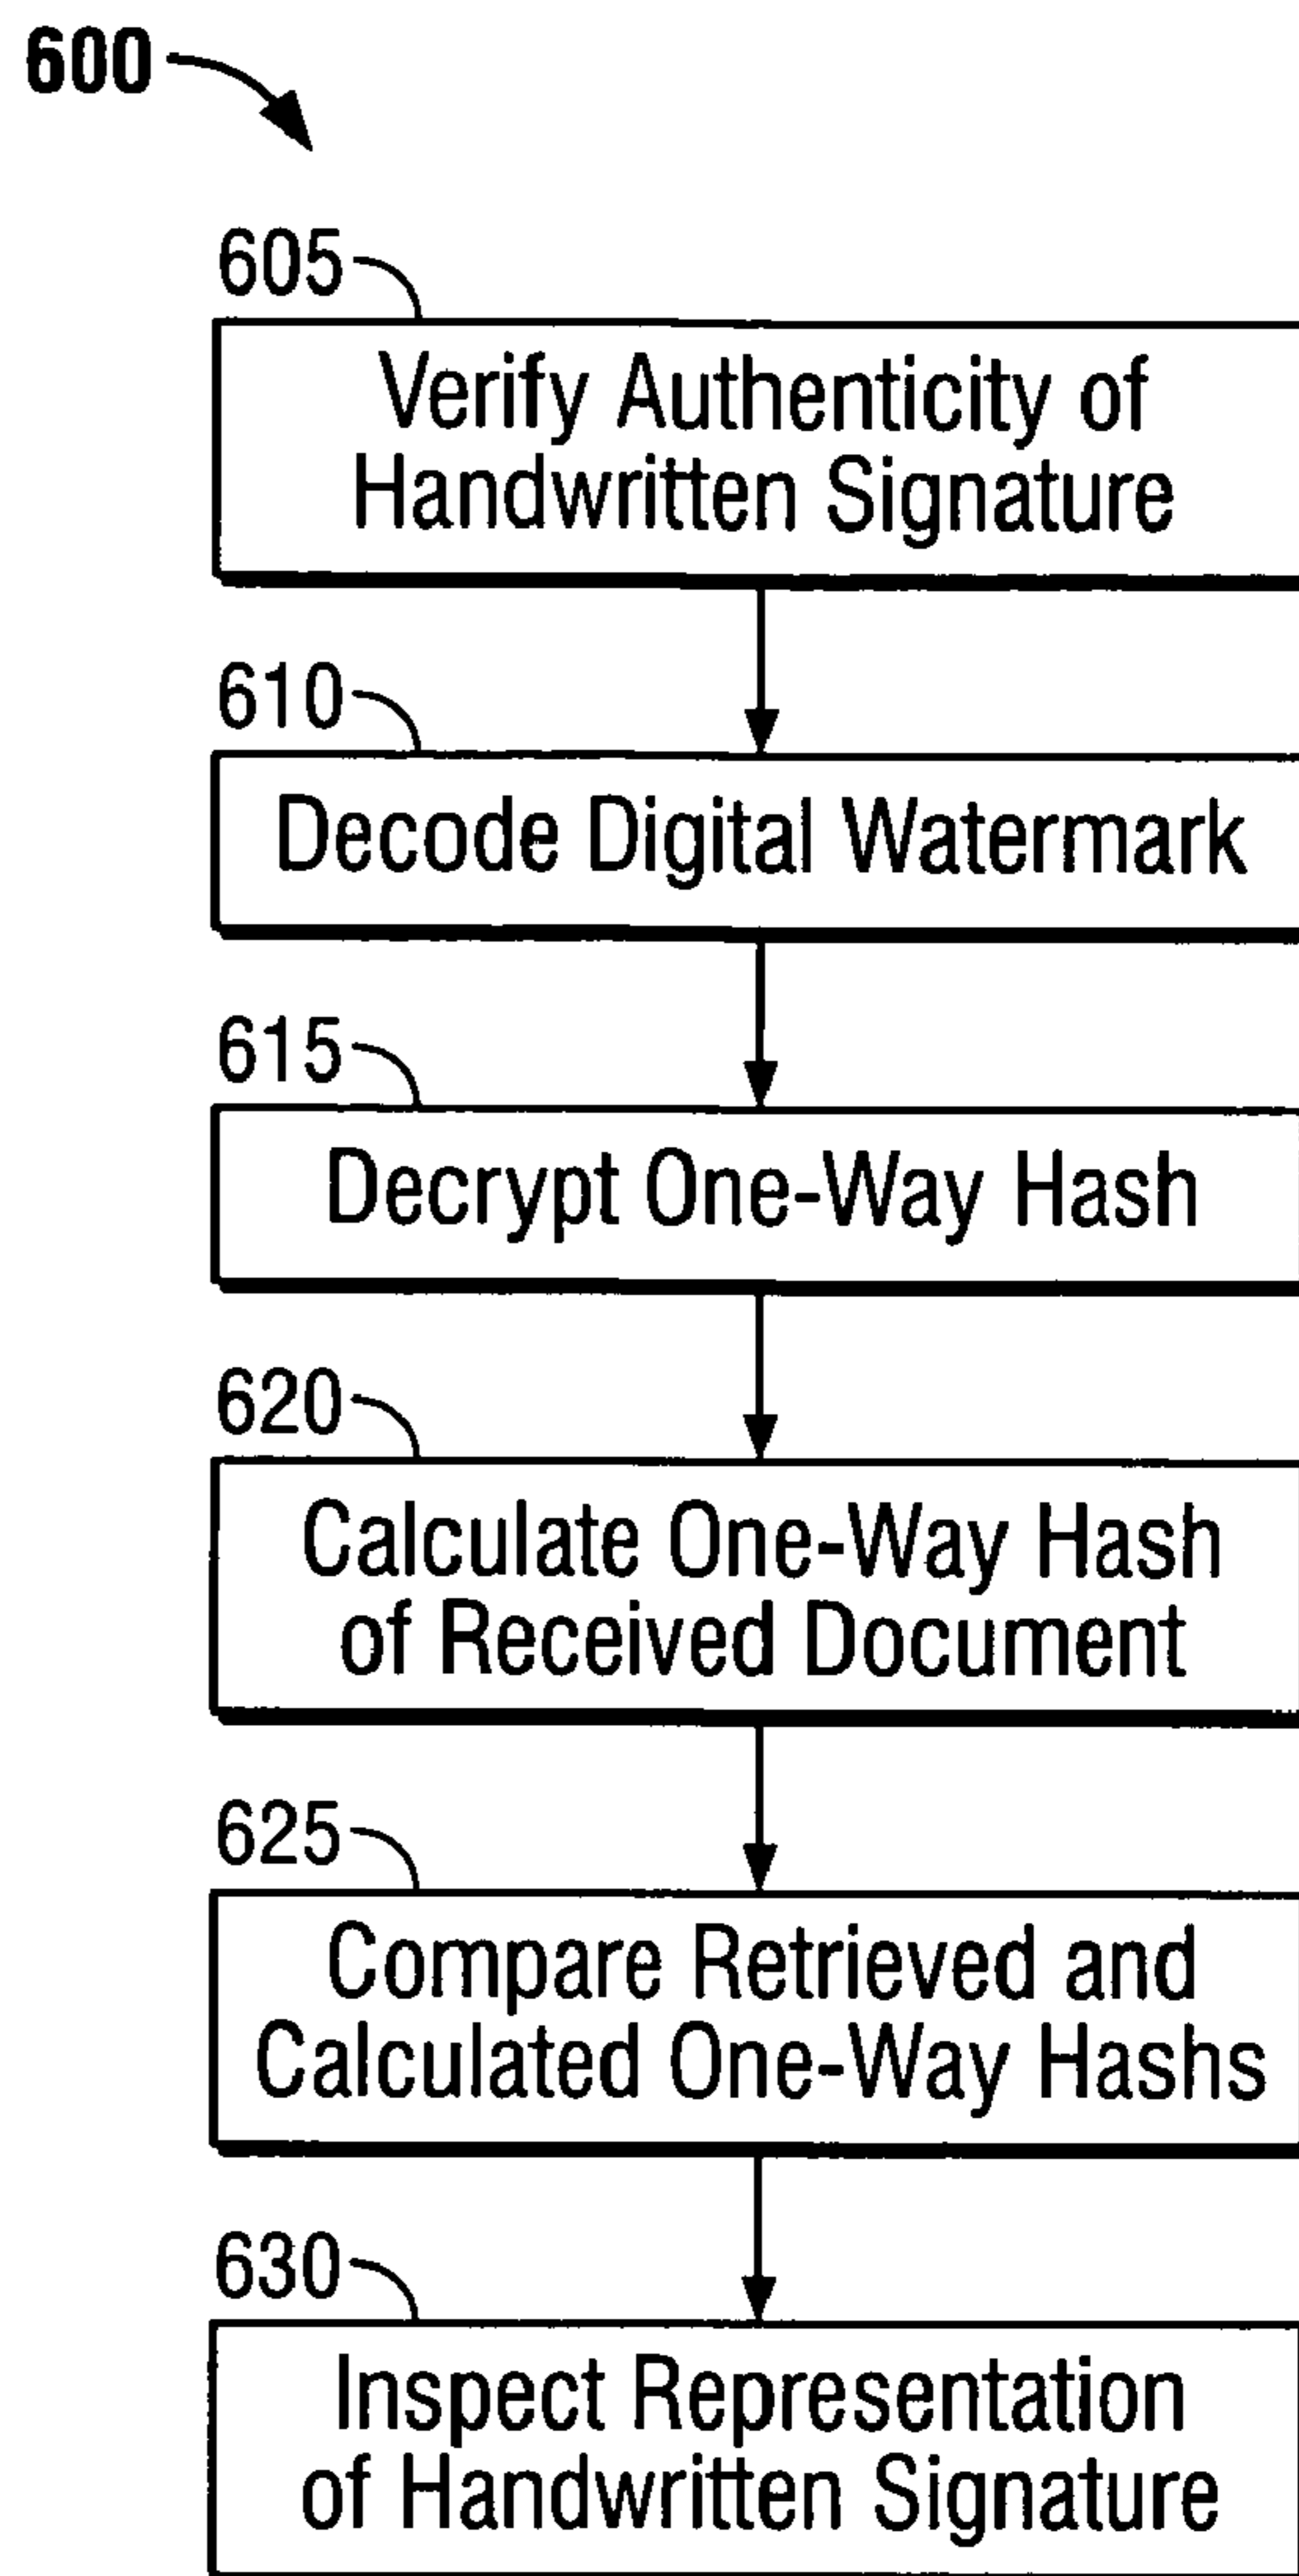 600
605
Verify Authenticity of
Handwritten Signature
610
Decode Digital Watermark
615
Decrypt One-Way Hash
620
Calculate One-Way Hash
of Received Document
625
Compare Retrieved and
Calculated One-Way Hashs
630
Inspect Representation
of Handwritten Signature